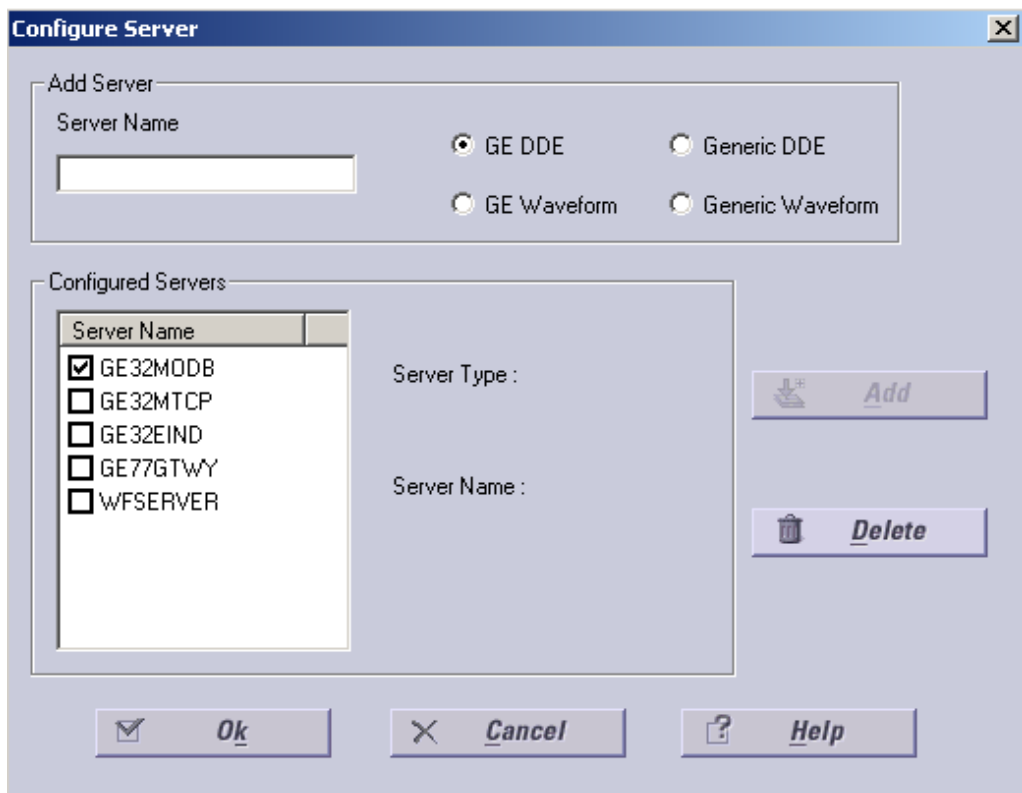 Configure Server
Add Server
Server Name
GE DDE
Generic DDE
GE Waveform
Generic Waveform
Configured Servers
Server Name
GE32MODB
GE32MTCP
GE32EIND
GE77GTWY
WFSERVER
Server Type :
Server Name :
Add
Delete
Ok
Cancel
Help